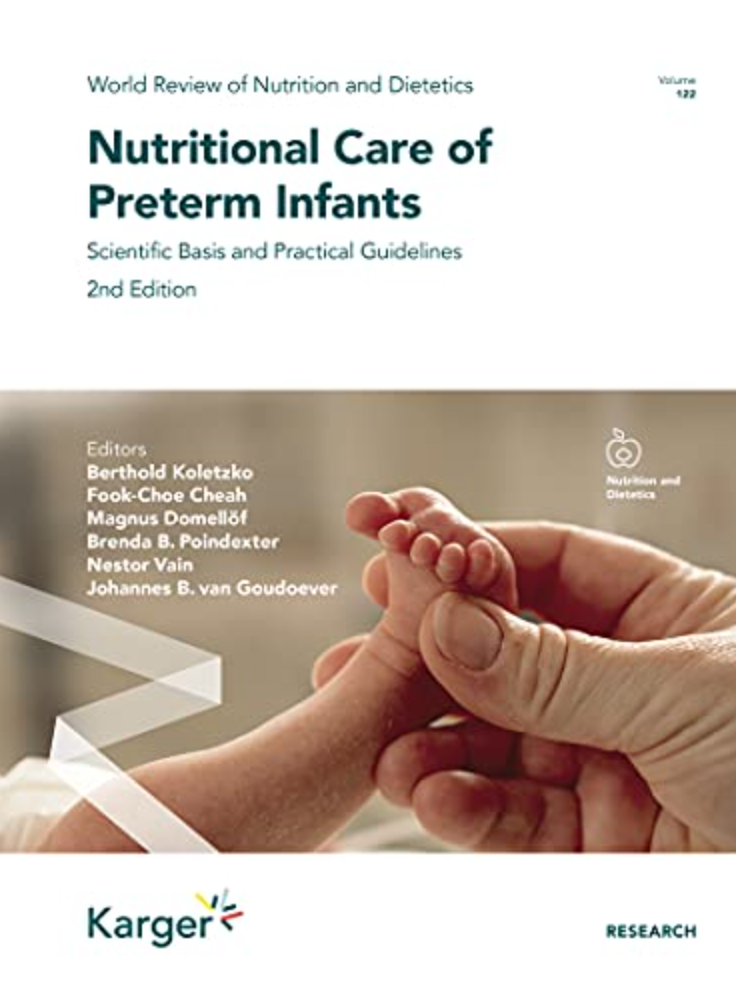 World Review of Nutrition and Dietetics
Volume
122
Nutritional Care of
Preterm Infants
Scientific Basis and Practical Guidelines
2nd Edition
Editors
Berthold Koletzko
Fook-Choe Cheah
Magnus Domellöf
Brenda B. Poindexter
Nestor Vain
Johannes B. van Goudoever
Nutrition and
Dietetics
Karger
RESEARCH